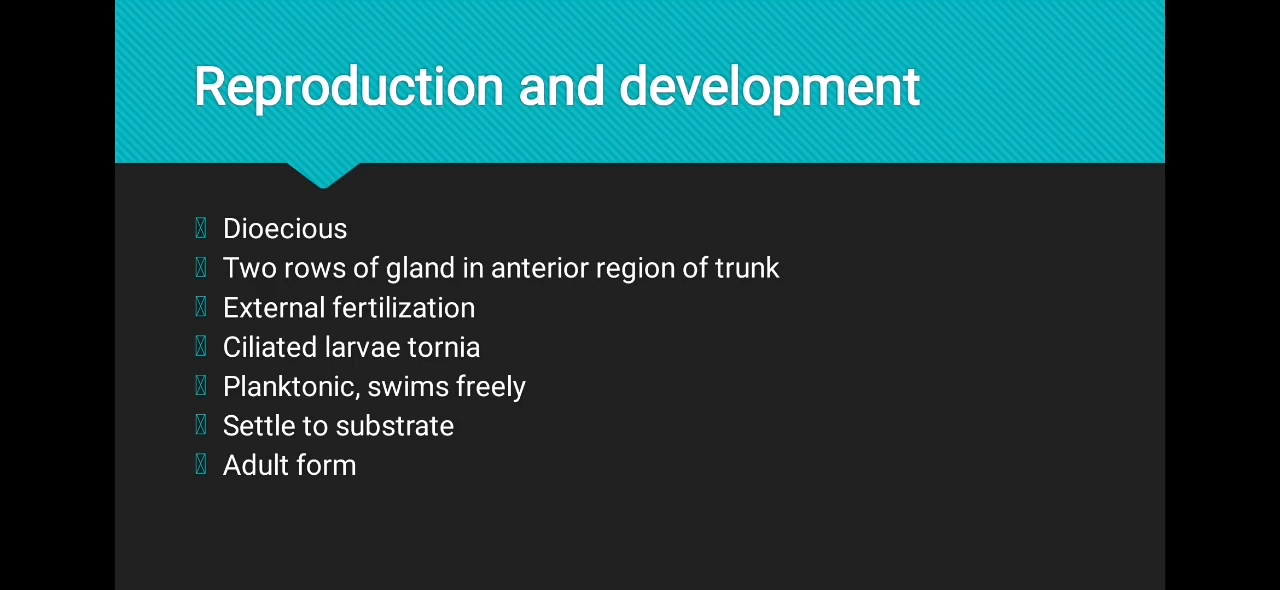 Reproduction and development
Dioecious
Two rows of gland in anterior region of trunk
External fertilization
Ciliated larvae tornia
Planktonic, swims freely
Settle to substrate
Adult form